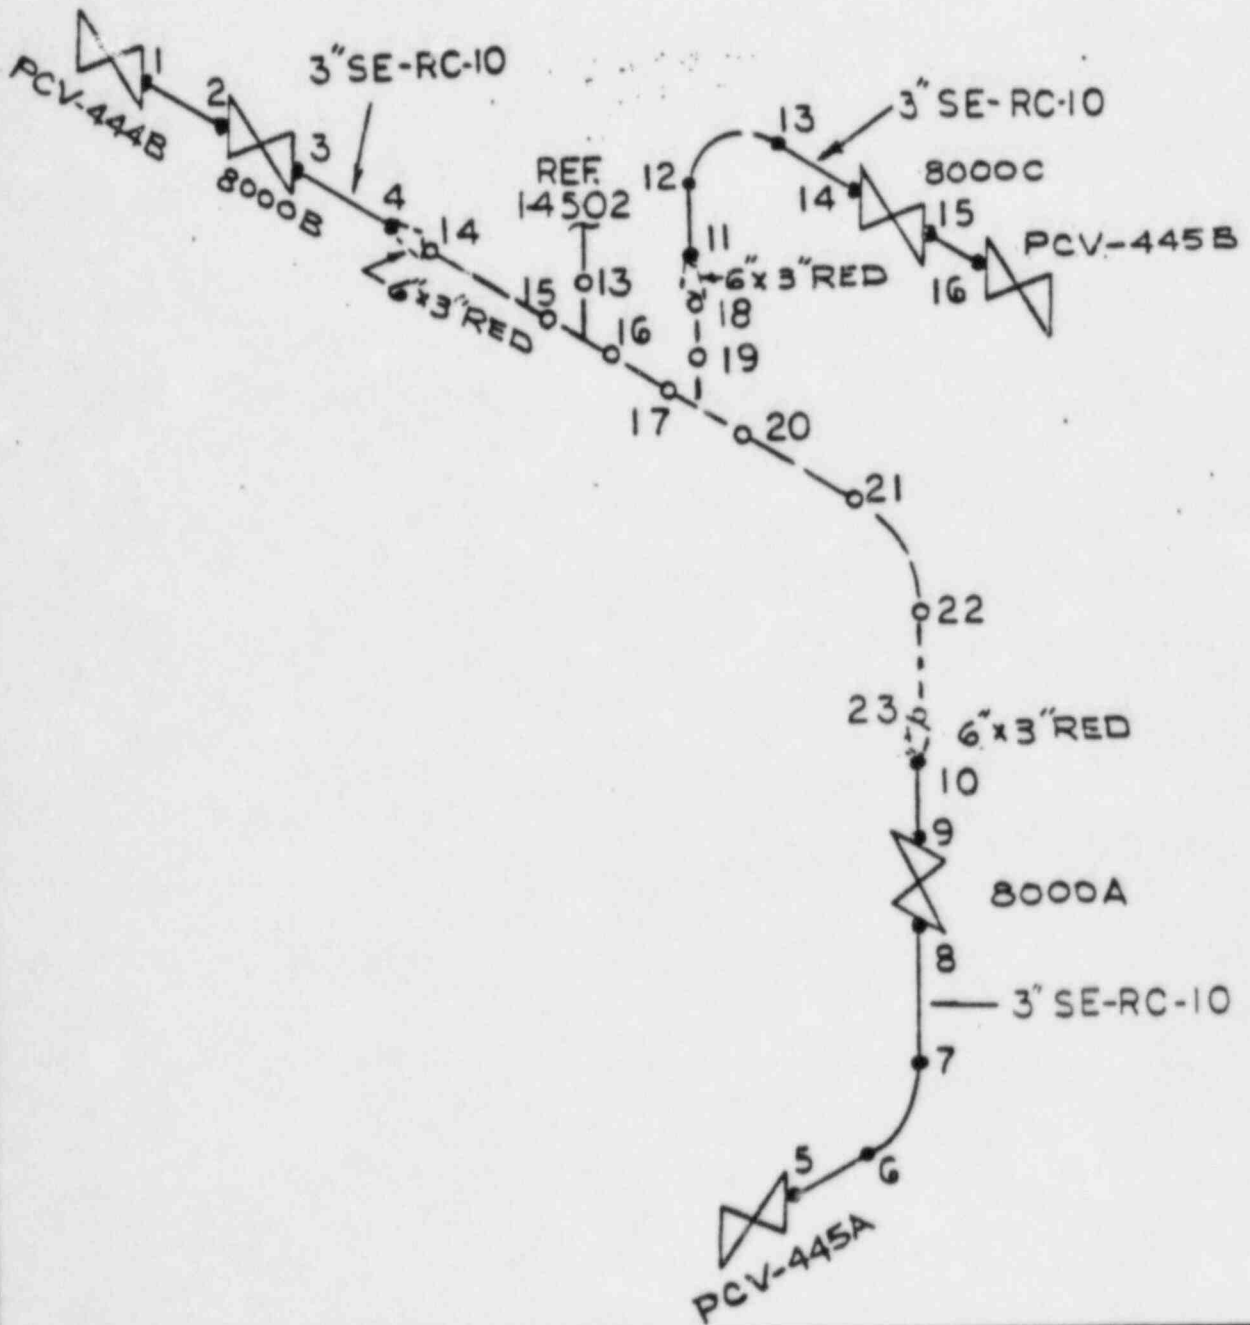 1
3" SE-RC-10
PCV-444B
2
3
8000B
4
14
6"x3" RED
REF.
1-4502
13
15
16
17
13
3" SE-RC-10
12
14
8000C
15
PCV-445B
16
11
6"x3" RED
18
19
20
21
22
23
6"x3" RED
10
9
8000A
8
3" SE-RC-10
7
5
6
PCV-445A